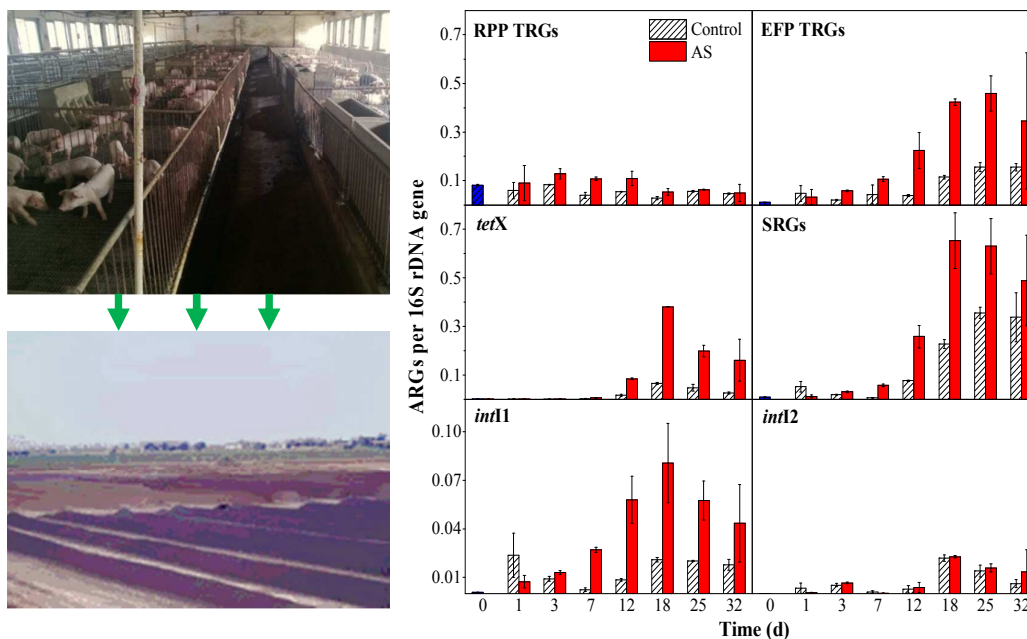 RPP TRGs
Control
AS
EFP TRGs
0.7
0.5
0.3
0.1
tetX
SRGs
0.7
0.5
0.3
0.1
ARGs per 16S rDNA gene
intI1
intI2
0.10
0.07
0.04
0.01
0 1 3 7 12 18 25 32 0 1 3 7 12 18 25 32
Time (d)